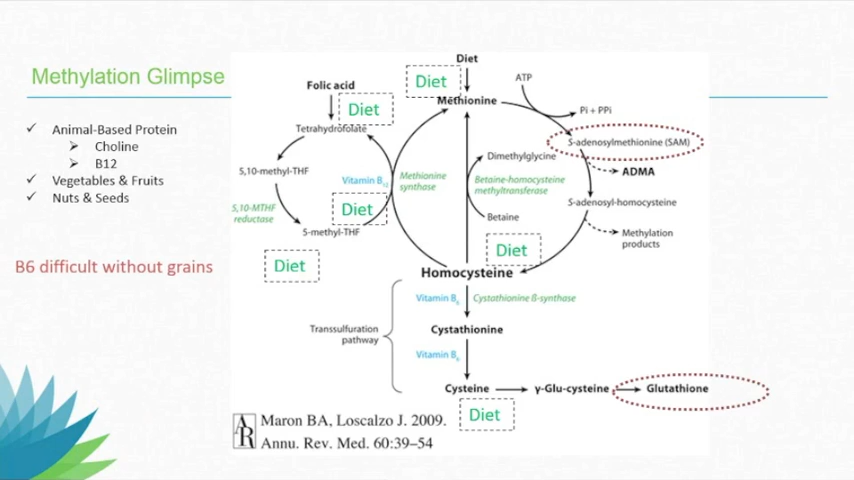 Methylation Glimpse
✓ Animal-Based Protein
➢ Choline
➢ B12
✓ Vegetables & Fruits
✓ Nuts & Seeds
B6 difficult without grains
Diet
Diet
Methionine
ATP
Pi + PPi
Folic acid
Diet
Tetrahydrofolate
S-adenosylmethionine (SAM)
Dimethylglycine
ADMA
5,10-methyl-THF
Vitamin B12
Methionine
synthase
Betaine-homocysteine
methyltransferase
S-adenosyl-homocysteine
5,10-MTHF
reductase
Diet
Betaine
5-methyl-THF
Methylation
products
Diet
Diet
Homocysteine
Vitamin B6
Cystathionine ß-synthase
Transsulfuration
pathway
Cystathionine
Vitamin B6
Cysteine
γ-Glu-cysteine
Glutathione
Diet
AR
Maron BA, Loscalzo J. 2009.
Annu. Rev. Med. 60:39–54